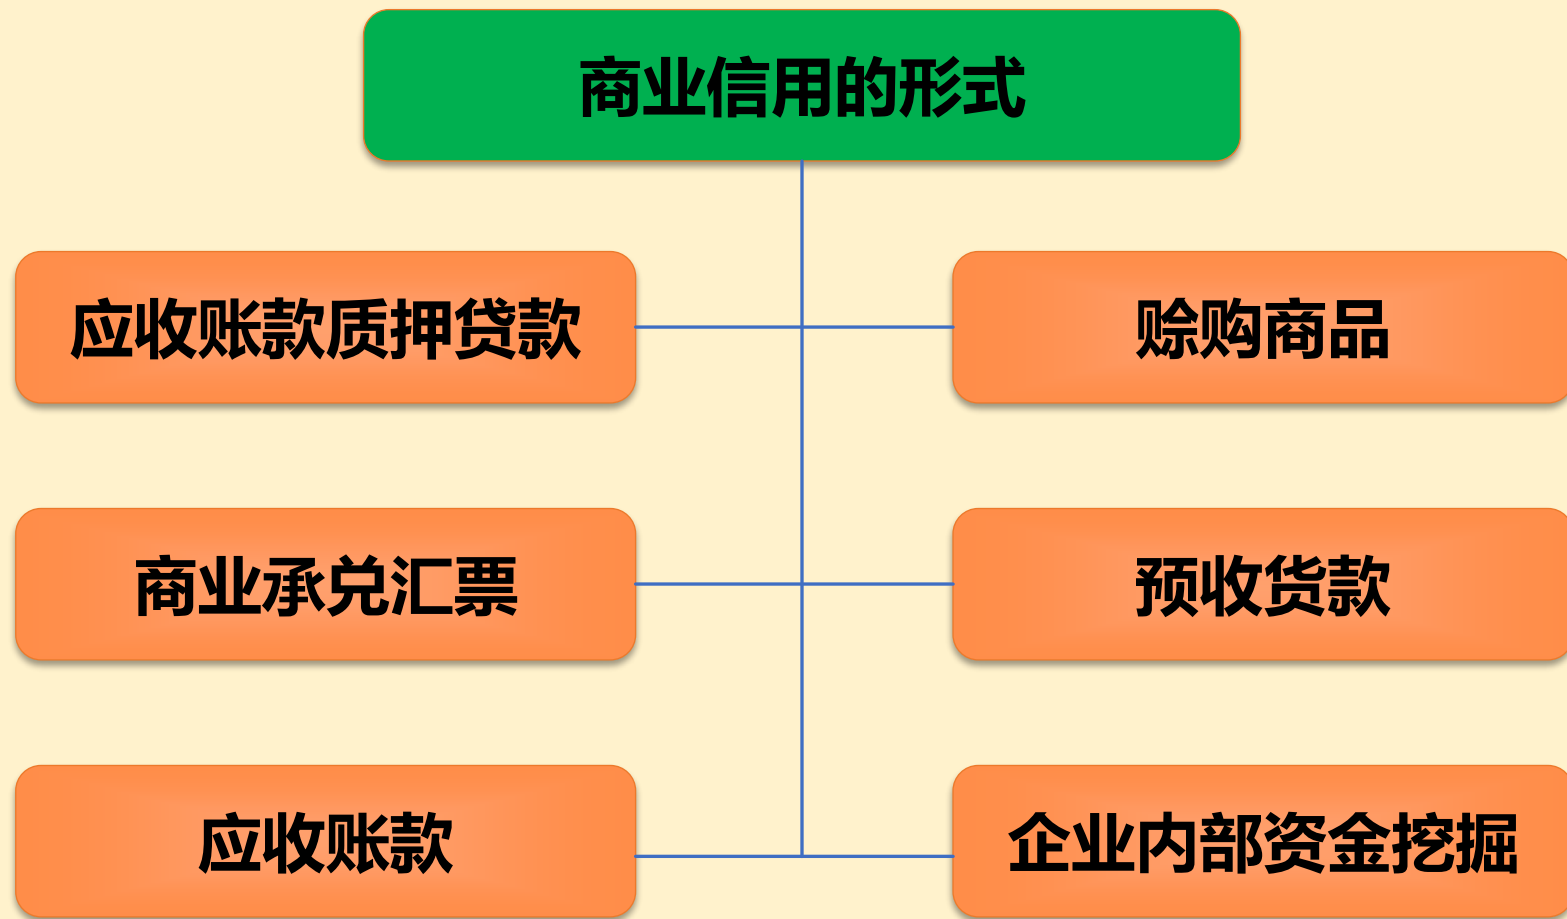 商业信用的形式
应收账款质押贷款
赊购商品
商业承兑汇票
预收货款
应收账款
企业内部资金挖掘